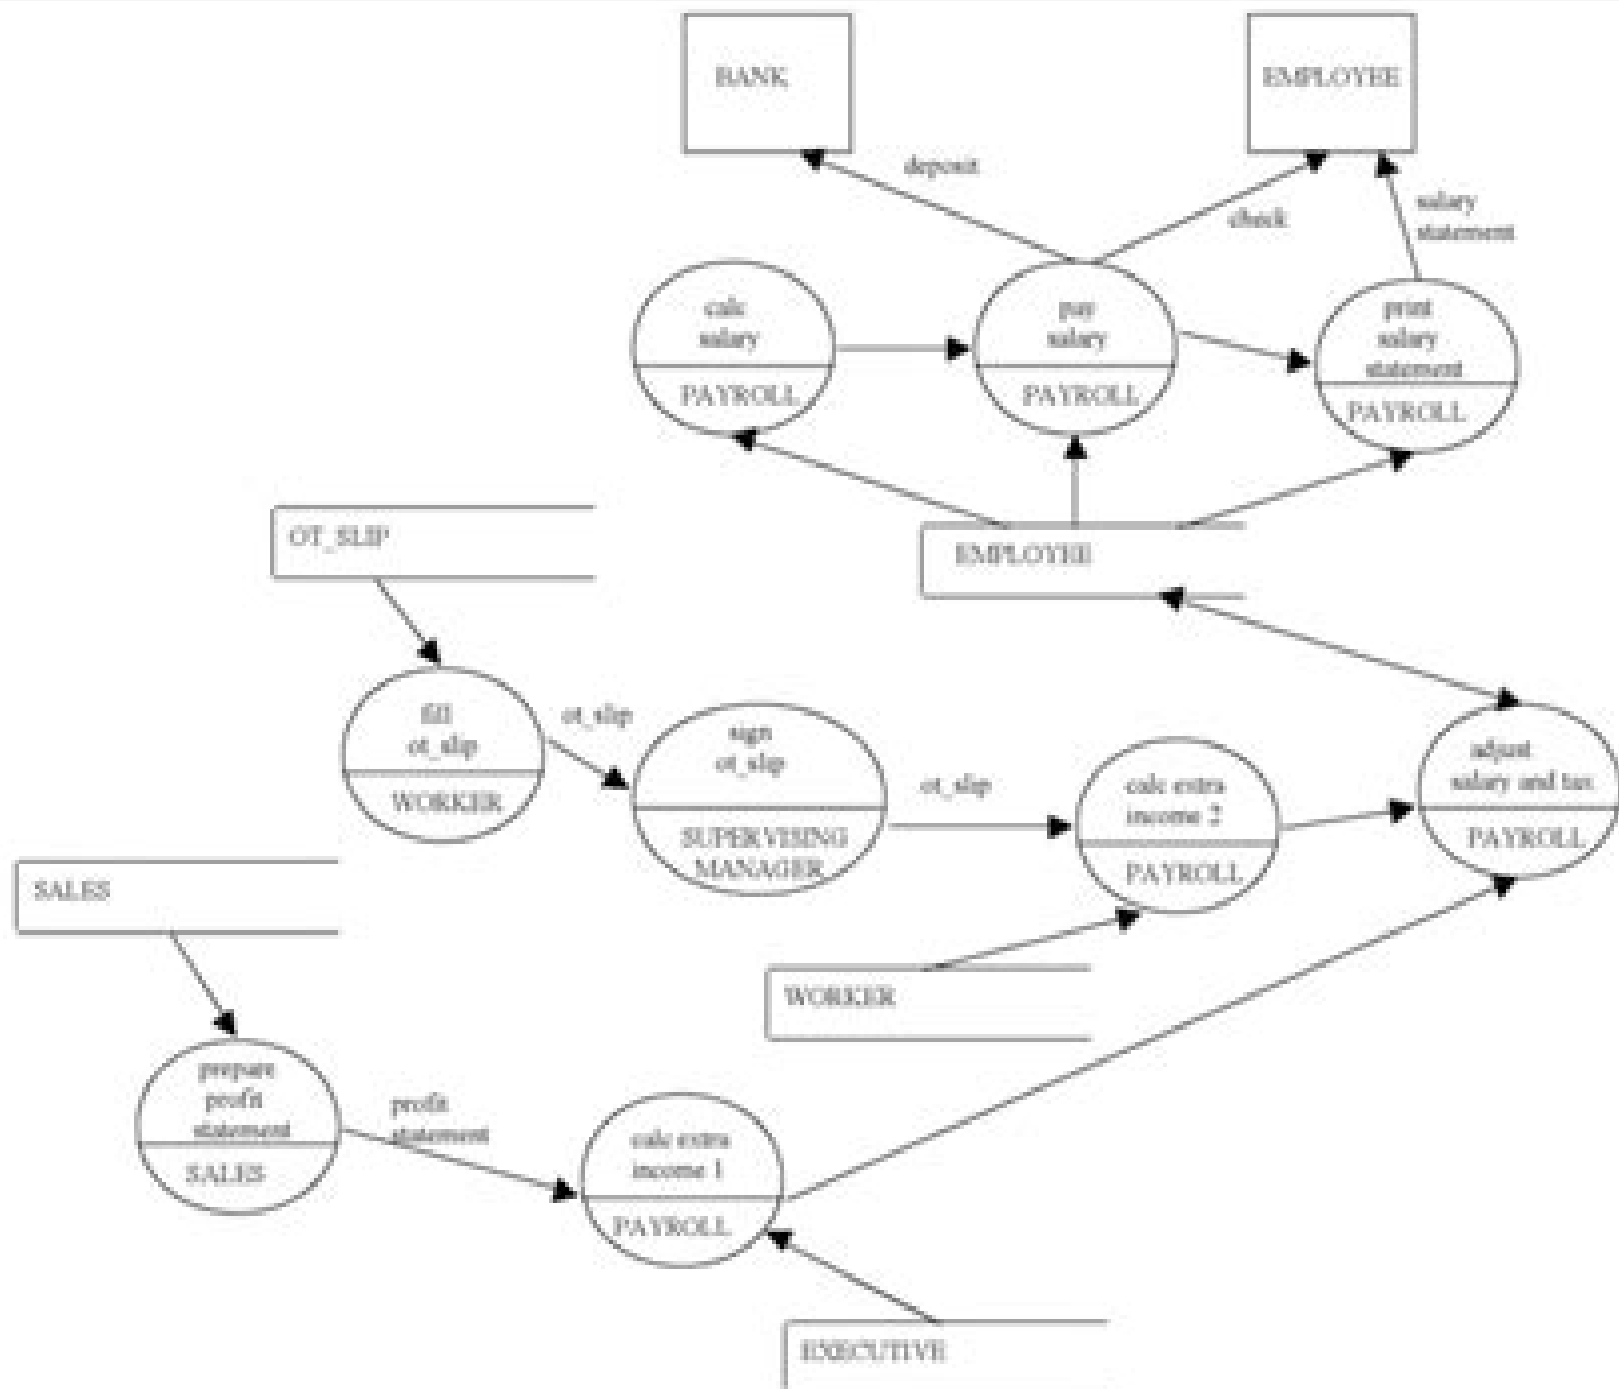 BANK
EMPLOYEE
deposit
check
salary
statement
calc
salary
PAYROLL
pay
salary
PAYROLL
print
salary
statement
PAYROLL
OT_SLIP
EMPLOYEE
fill
ot_slip
WORKER
ot_slip
sign
ot_slip
SUPERVISING
MANAGER
ot_slip
calc extra
income 2
PAYROLL
adjust
salary and tax
PAYROLL
SALES
WORKER
prepare
profit
statement
SALES
profit
statement
calc extra
income 1
PAYROLL
EXECUTIVE